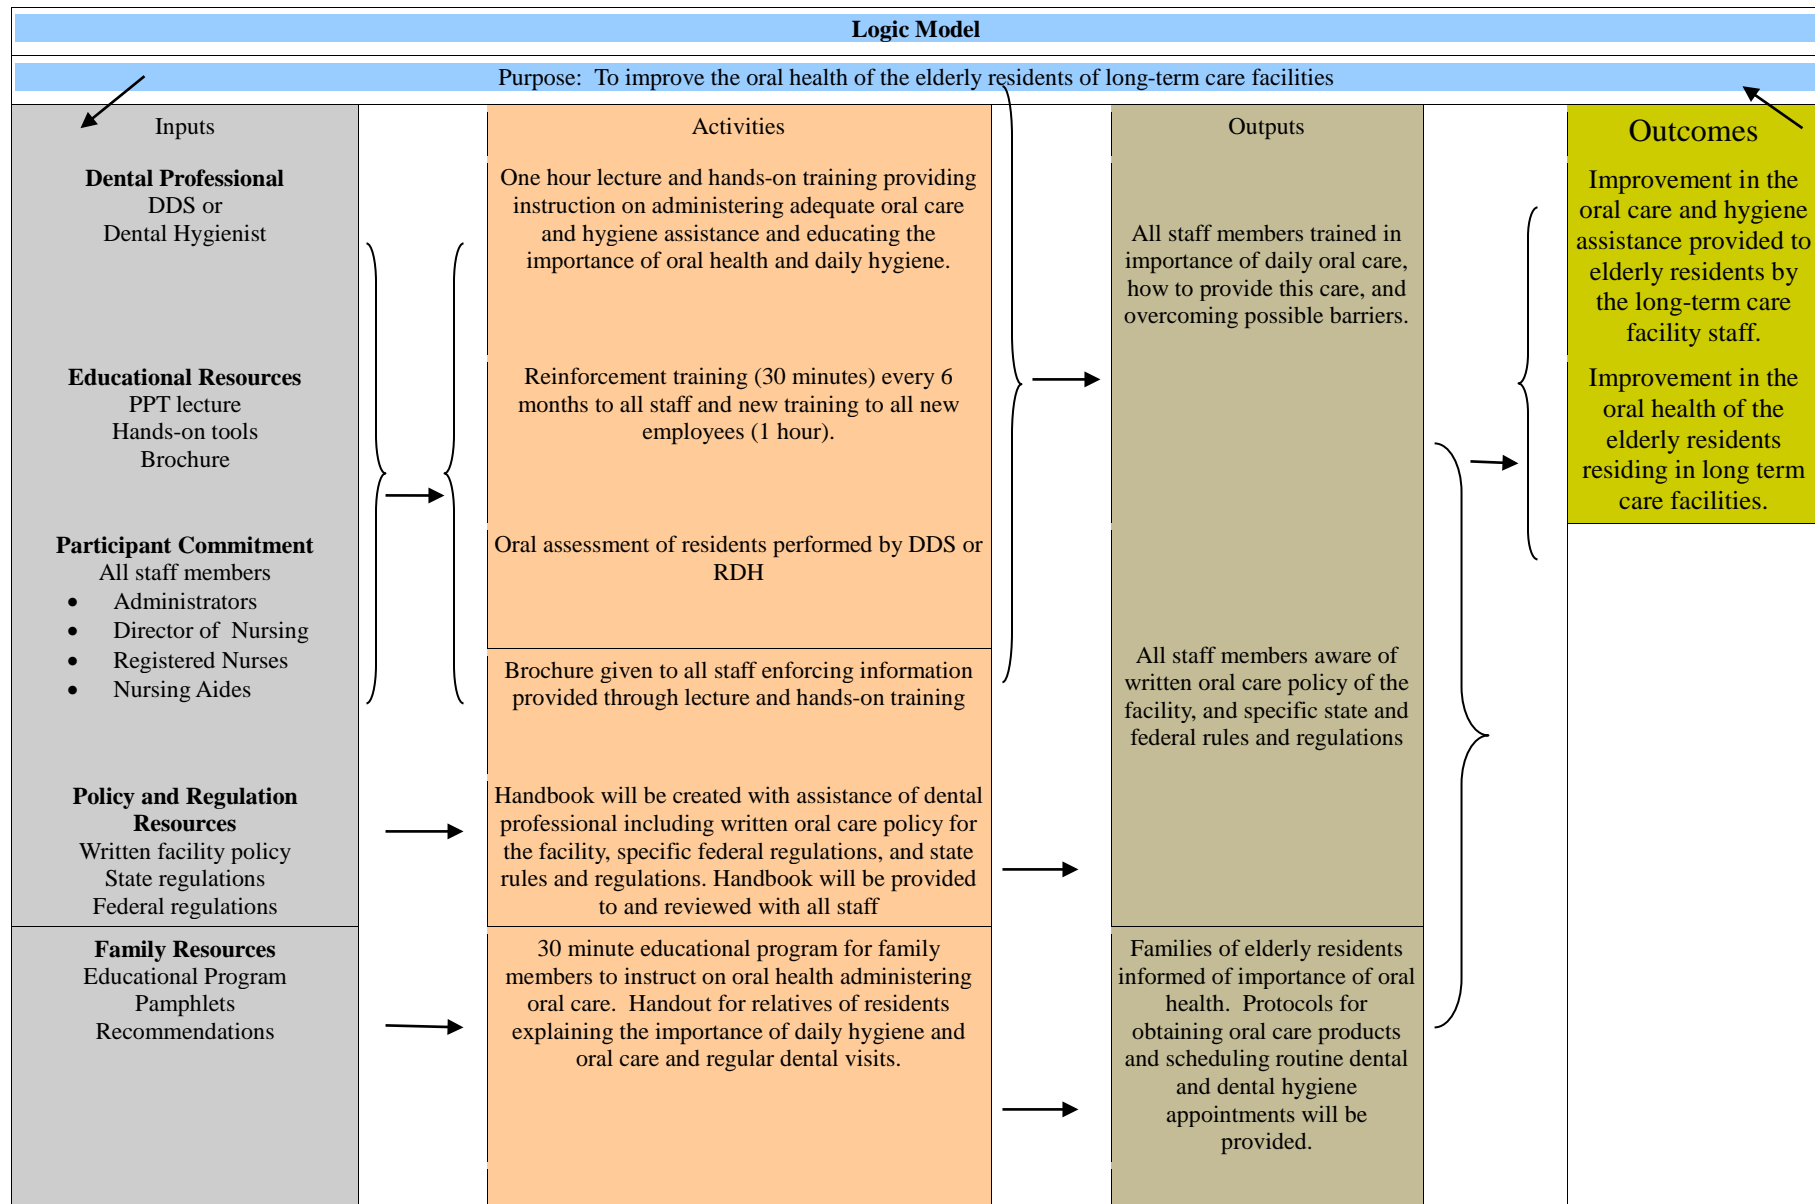 Logic Model
Purpose:  To improve the oral health of the elderly residents of long-term care facilities
Inputs
Dental Professional
DDS or
Dental Hygienist
Educational Resources
PPT lecture
Hands-on tools
Brochure
Participant Commitment
All staff members
• Administrators
• Director of  Nursing
• Registered Nurses
• Nursing Aides
Policy and Regulation
Resources
Written facility policy
State regulations
Federal regulations
Family Resources
Educational Program
Pamphlets
Recommendations
Activities
One hour lecture and hands-on training providing
instruction on administering adequate oral care
and hygiene assistance and educating the
importance of oral health and daily hygiene.
Reinforcement training (30 minutes) every 6
months to all staff and new training to all new
employees (1 hour).
Oral assessment of residents performed by DDS or
RDH
Brochure given to all staff enforcing information
provided through lecture and hands-on training
Handbook will be created with assistance of dental
professional including written oral care policy for
the facility, specific federal regulations, and state
rules and regulations. Handbook will be provided
to and reviewed with all staff
30 minute educational program for family
members to instruct on oral health administering
oral care.  Handout for relatives of residents
explaining the importance of daily hygiene and
oral care and regular dental visits.
Outputs
All staff members trained in
importance of daily oral care,
how to provide this care, and
overcoming possible barriers.
All staff members aware of
written oral care policy of the
facility, and specific state and
federal rules and regulations
Families of elderly residents
informed of importance of oral
health.  Protocols for
obtaining oral care products
and scheduling routine dental
and dental hygiene
appointments will be
provided.
Outcomes
Improvement in the
oral care and hygiene
assistance provided to
elderly residents by
the long-term care
facility staff.
Improvement in the
oral health of the
elderly residents
residing in long term
care facilities.